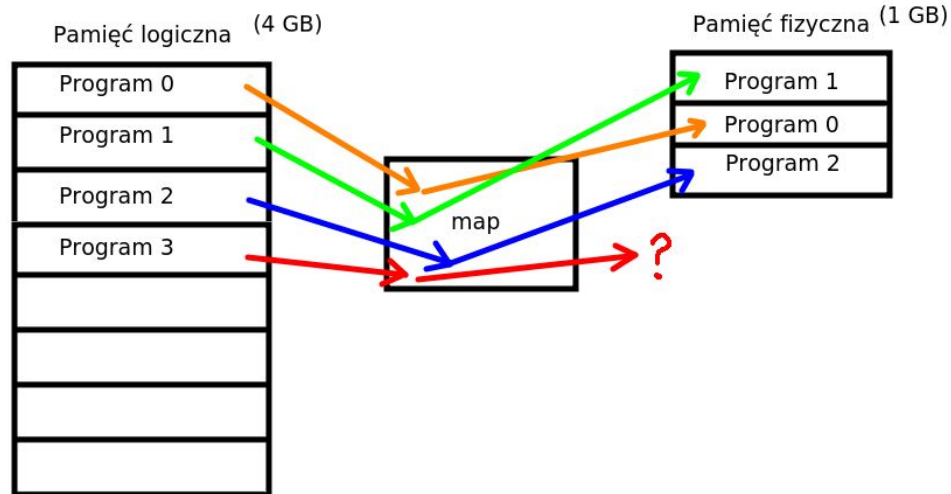 Pamięć logiczna (4 GB)
Program 0
Program 1
Program 2
Program 3
map
Pamięć fizyczna (1 GB)
Program 1
Program 0
Program 2
?